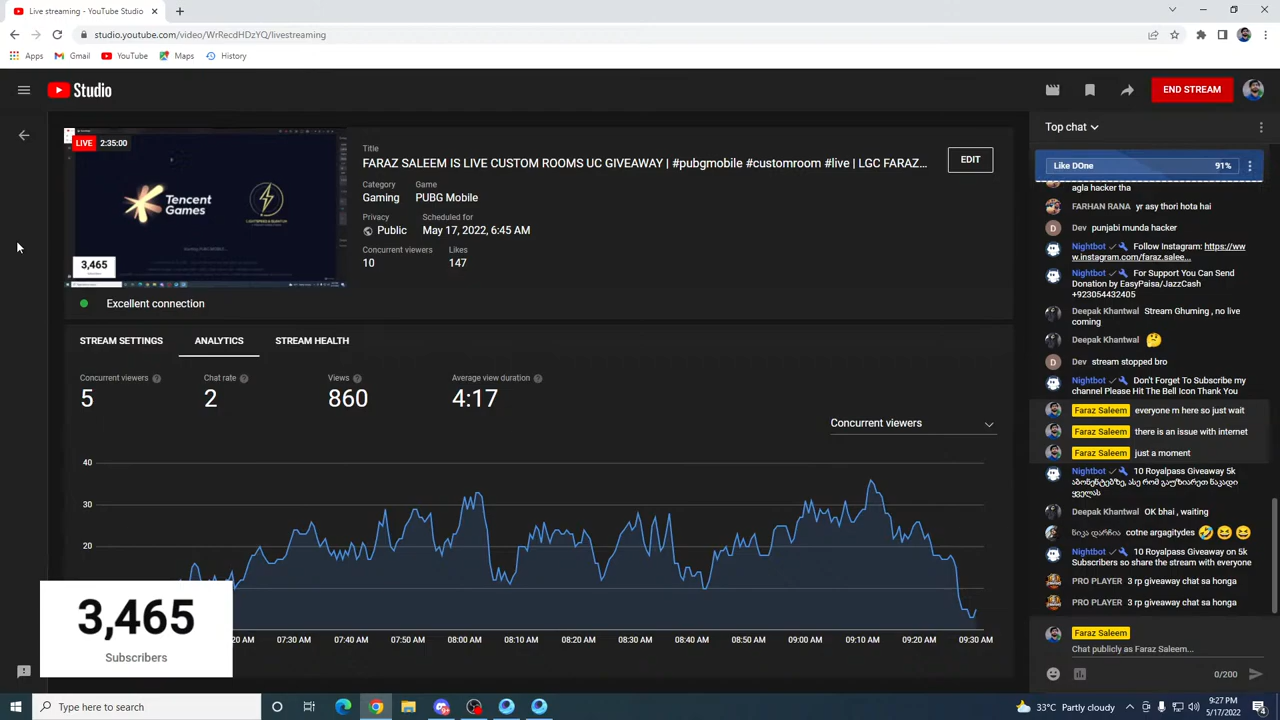 Live streaming - YouTube Studio
studio.youtube.com/video/WrRecdHDzYQ/livestreaming
Apps
Gmail
YouTube
Maps
History
Studio
END STREAM
LIVE 2:35:00
Tencent
Games
3,465
Title
FARAZ SALEEM IS LIVE CUSTOM ROOMS UC GIVEAWAY | #pubgmobile #customroom #live | LGC FARAZ...
EDIT
Category
Game
Gaming
PUBG Mobile
Privacy
Scheduled for
Public
May 17, 2022, 6:45 AM
Concurrent viewers
Likes
10
147
Excellent connection
STREAM SETTINGS
ANALYTICS
STREAM HEALTH
Concurrent viewers
Chat rate
Views
Average view duration
5
2
860
4:17
Concurrent viewers
40
30
20
20 AM
07:30 AM
07:40 AM
07:50 AM
08:00 AM
08:10 AM
08:20 AM
08:30 AM
08:40 AM
08:50 AM
09:00 AM
09:10 AM
09:20 AM
09:30 AM
3,465
Subscribers
Top chat
Like DOne 91%
agla hacker tha
FARHAN RANA yr asy thori hota hai
Dev punjabi munda hacker
Nightbot Follow Instagram: https://ww
w.instagram.com/faraz.salee...
Nightbot For Support You Can Send
Donation by EasyPaisa/JazzCash
+923054432405
Deepak Khantwal Stream Ghuming , no live
coming
Deepak Khantwal 🤔
Dev stream stopped bro
Nightbot Don't Forget To Subscribe my
channel Please Hit The Bell Icon Thank You
Faraz Saleem everyone m here so just wait
Faraz Saleem there is an issue with internet
Faraz Saleem just a moment
Nightbot 10 Royalpass Giveaway 5k
აბონენტებზე, ასე რომ გაუზიარეთ ნაკადი
ყველას
Deepak Khantwal OK bhai , waiting
ნიკა დარჩია cotne argagitydes 🤣 😆 😆
Nightbot 10 Royalpass Giveaway on 5k
Subscribers so share the stream with everyone
PRO PLAYER 3 rp giveaway chat sa honga
PRO PLAYER 3 rp giveaway chat sa honga
Faraz Saleem
Chat publicly as Faraz Saleem...
0/200
Type here to search
33°C Partly cloudy
9:27 PM
5/17/2022
4